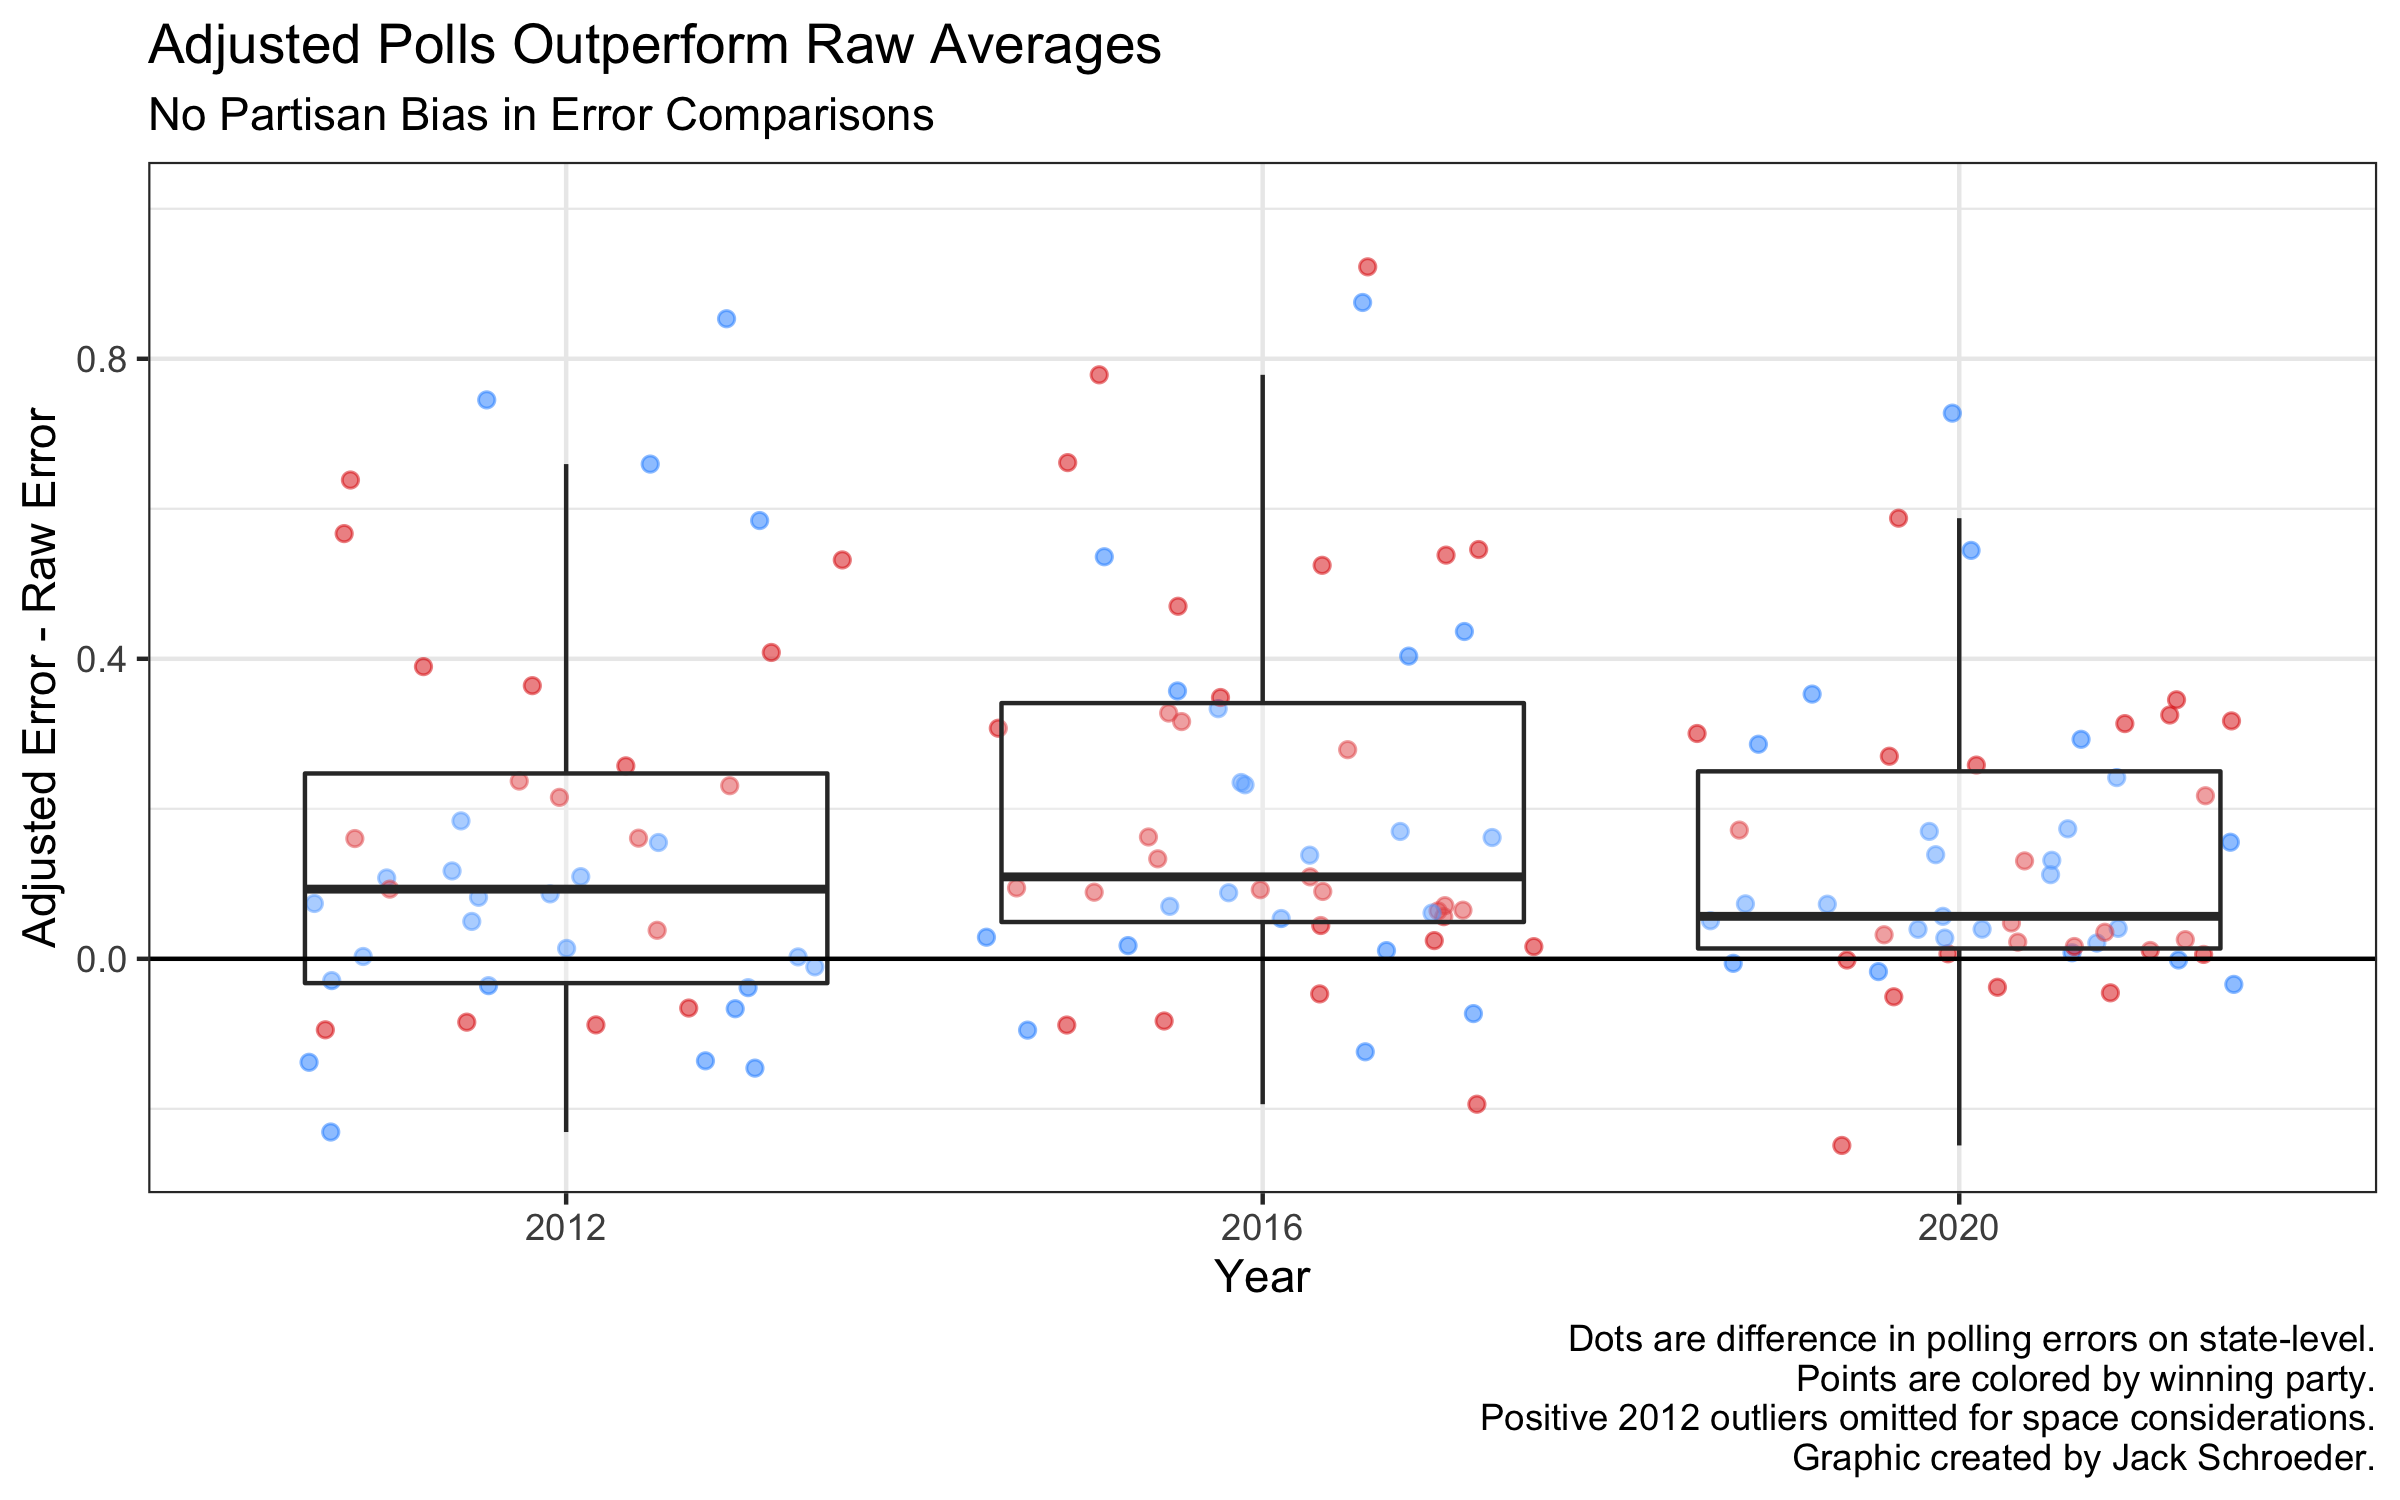 Adjusted Polls Outperform Raw Averages
No Partisan Bias in Error Comparisons
Adjusted Error - Raw Error
0.8
0.4
0.0
2012
2016
2020
Year
Dots are difference in polling errors on state-level.
Points are colored by winning party.
Positive 2012 outliers omitted for space considerations.
Graphic created by Jack Schroeder.